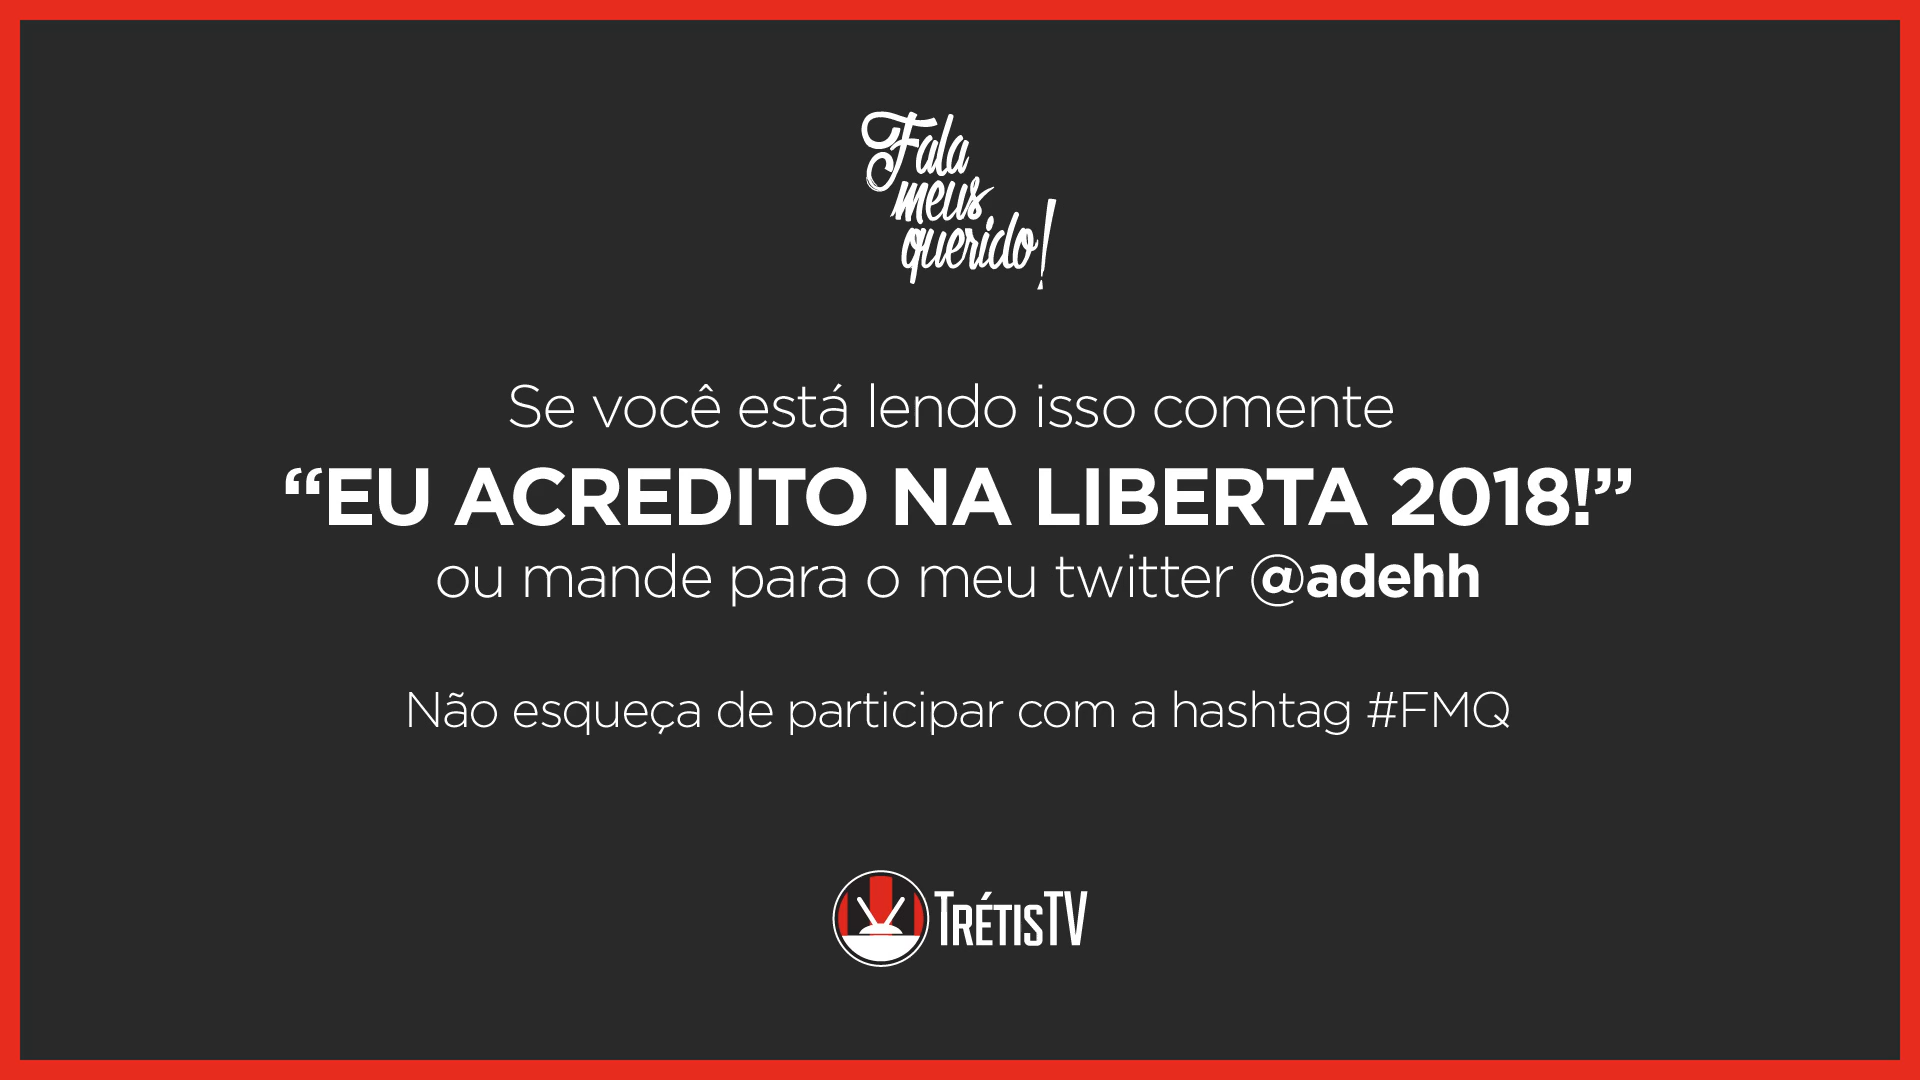 Fala
meus
querido!
Se você está lendo isso comente
“EU ACREDITO NA LIBERTA 2018!”
ou mande para o meu twitter @adehh
Não esqueça de participar com a hashtag #FMQ
TRÉTISTV